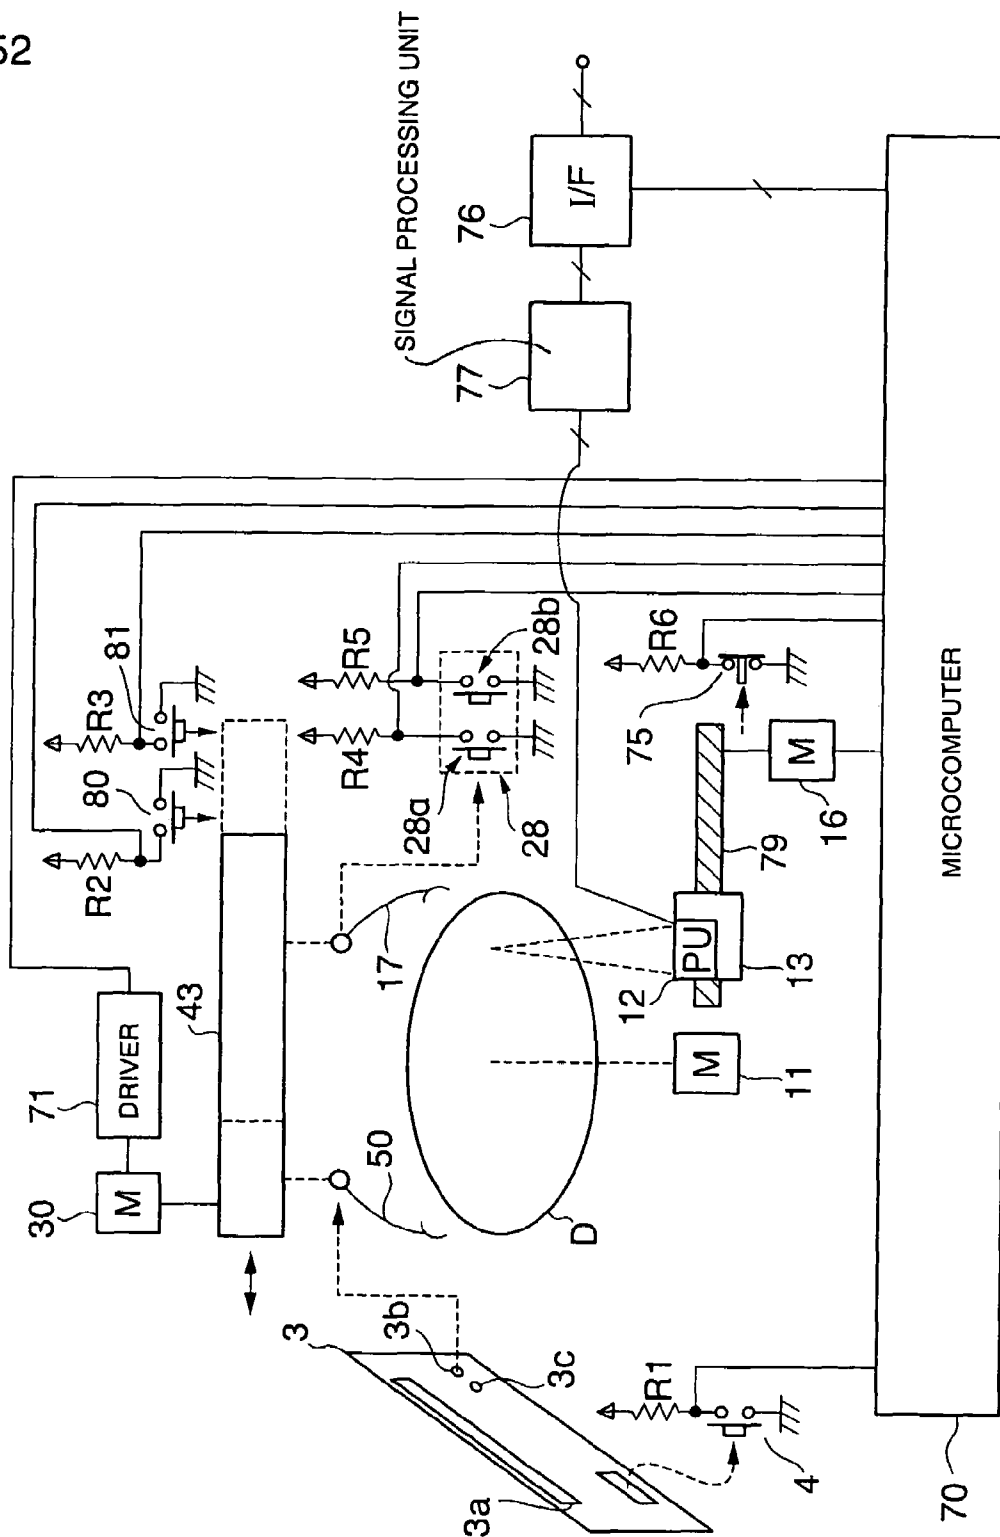 52
30
M
71
DRIVER
43
R2
80
R3
81
3
3a
3b
3c
50
17
D
R4
R5
28a
28b
28
SIGNAL PROCESSING UNIT
77
76
I/F
R1
4
M
11
12
PU
13
79
M
16
75
R6
70
MICROCOMPUTER